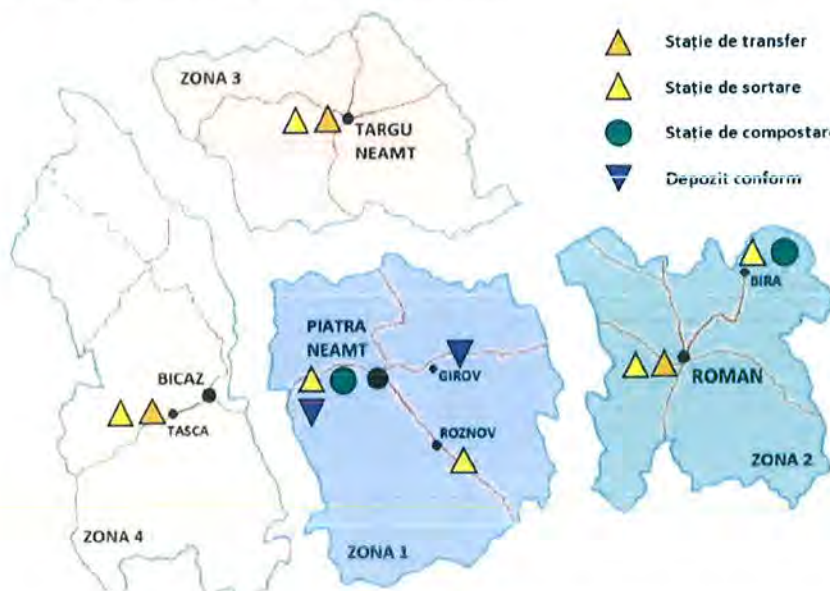 Stație de transfer
Stație de sortare
Stație de compostare
Depozit conform
ZONA 3
TARGU
NEAMT
BIRA
ROMAN
ZONA 2
PIATRA
NEAMT
GIROV
ROZNOV
ZONA 1
BICAZ
TASCA
ZONA 4